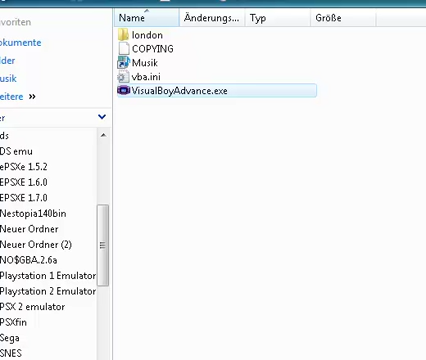 Name Änderungs... Typ Größe
avoriten
okumente
lder
usik
eitere »
er
ds
DS emu
ePSXe 1.5.2
EPSXE 1.6.0
EPSXE 1.7.0
Nestopia140bin
Neuer Ordner
Neuer Ordner (2)
NO$GBA.2.6a
Playstation 1 Emulator
Playstation 2 Emulator
PSX 2 emulator
PSXfin
Sega
SNES
london
COPYING
Musik
vba.ini
VisualBoyAdvance.exe